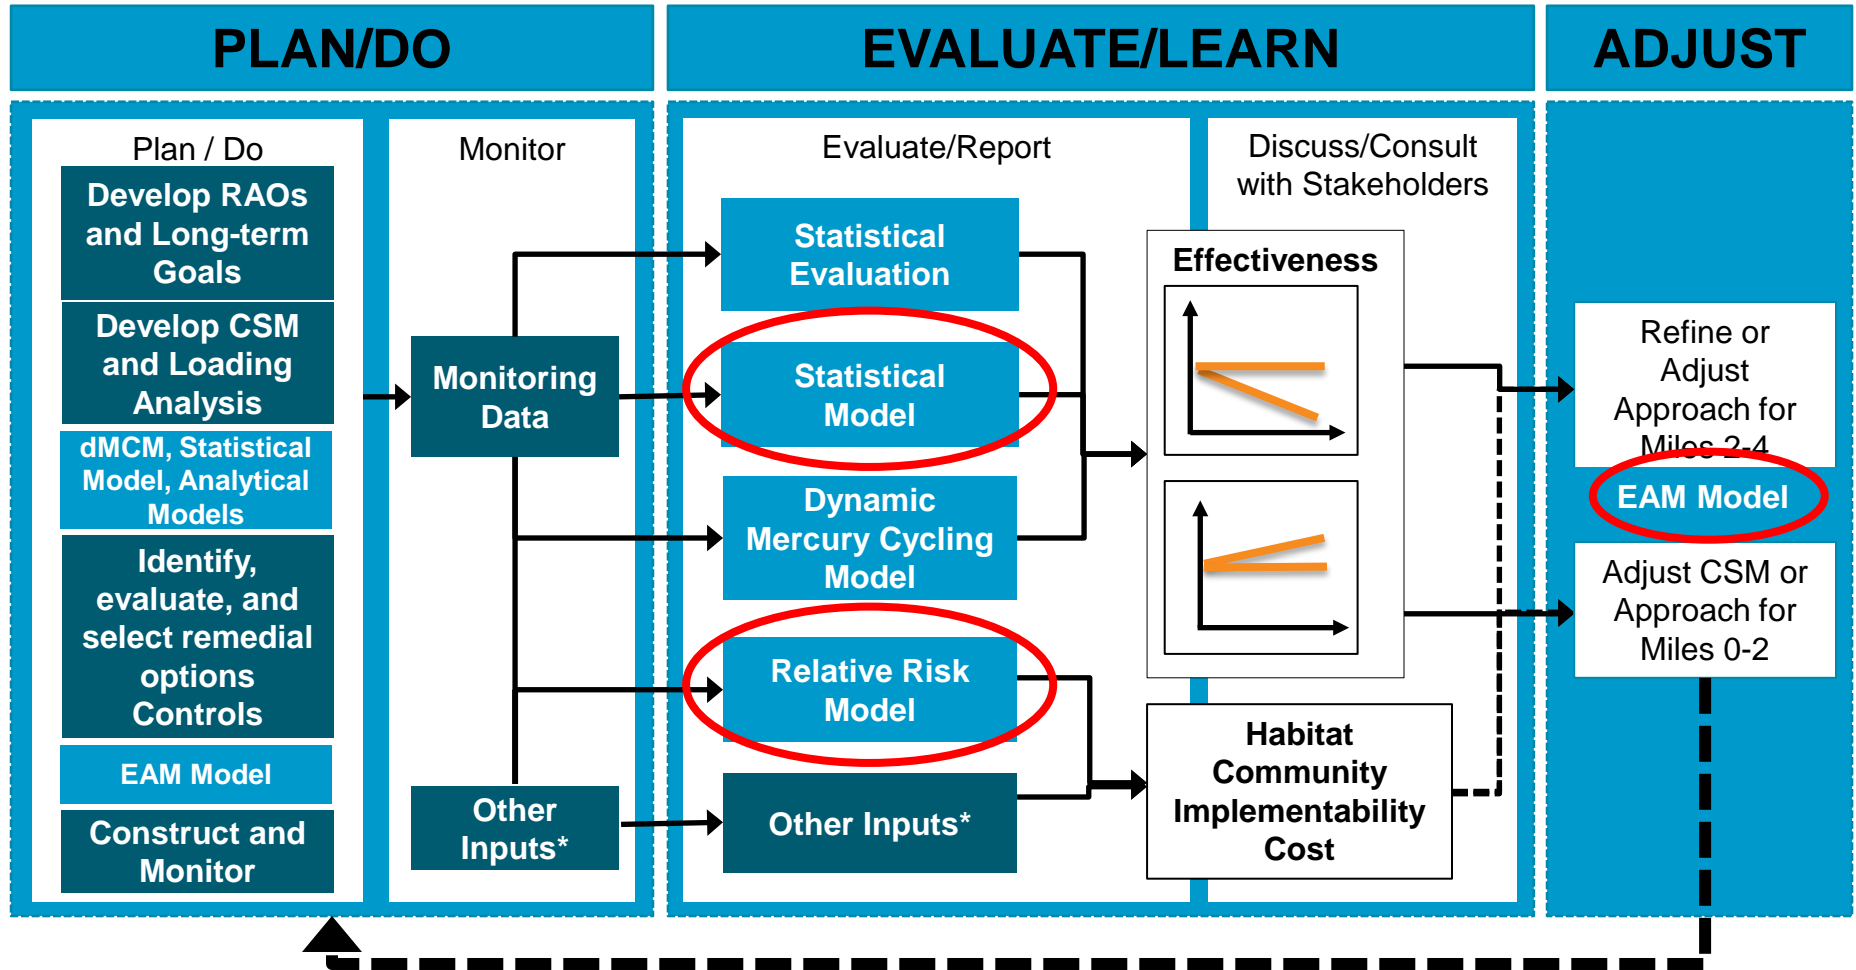 PLAN/DO
EVALUATE/LEARN
ADJUST
Plan / Do
Develop RAOs
and Long-term
Goals
Develop CSM
and Loading
Analysis
dMCM, Statistical
Model, Analytical
Models
Identify,
evaluate, and
select remedial
options
Controls
EAM Model
Construct and
Monitor
Monitor
Monitoring
Data
Other
Inputs*
Evaluate/Report
Statistical
Evaluation
Statistical
Model
Dynamic
Mercury Cycling
Model
Relative Risk
Model
Other Inputs*
Discuss/Consult
with Stakeholders
Effectiveness
Habitat
Community
Implementability
Cost
Refine or
Adjust
Approach for
Miles 2-4
EAM Model
Adjust CSM or
Approach for
Miles 0-2